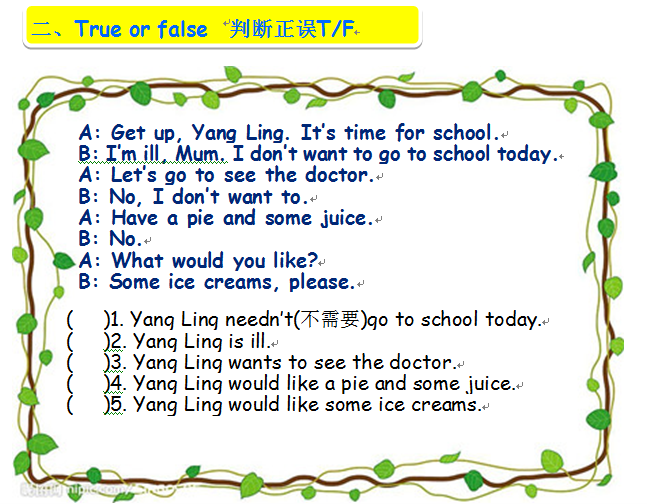 二、True or false 判断正误T/F
A: Get up, Yang Ling. It's time for school.
B: I'm ill, Mum. I don't want to go to school today.
A: Let's go to see the doctor.
B: No, I don't want to.
A: Have a pie and some juice.
B: No.
A: What would you like?
B: Some ice creams, please.
( )1. Yang Ling needn't(不需要)go to school today.
( )2. Yang Ling is ill.
( )3. Yang Ling wants to see the doctor.
( )4. Yang Ling would like a pie and some juice.
( )5. Yang Ling would like some ice creams.